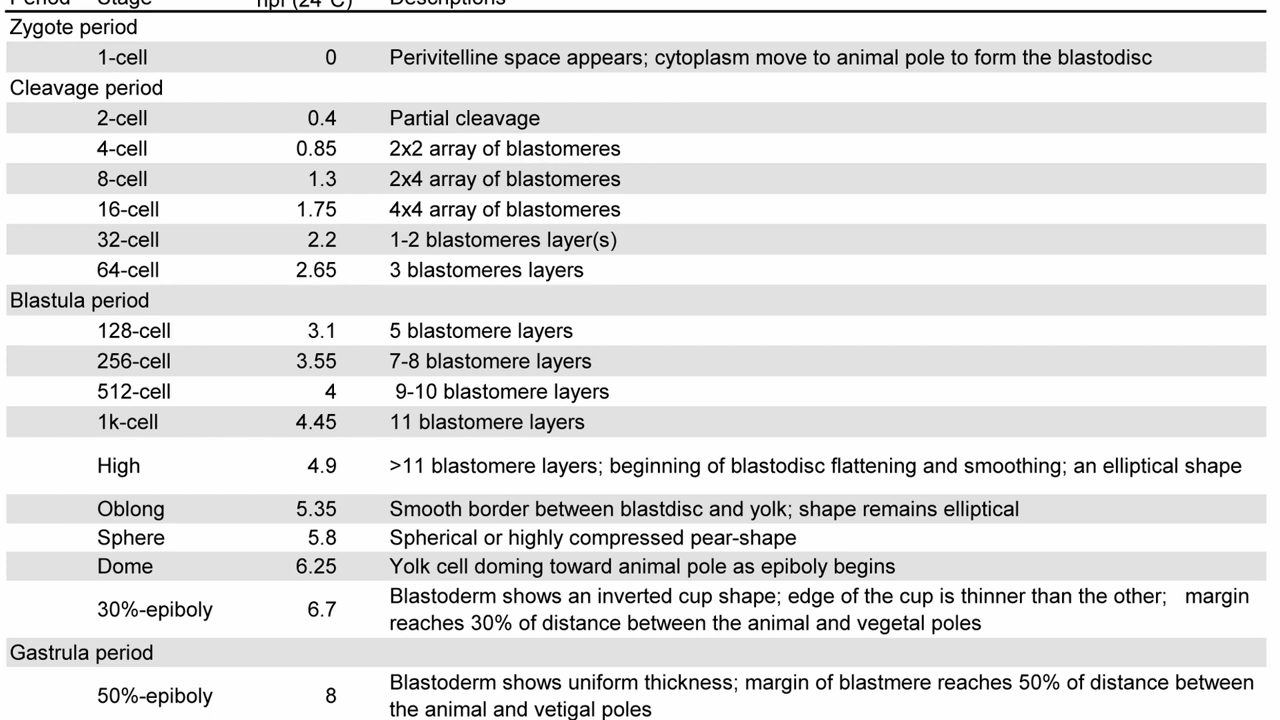 Period Stage hpf (24°C) Descriptions
Zygote period
1-cell 0 Perivitelline space appears; cytoplasm move to animal pole to form the blastodisc
Cleavage period
2-cell 0.4 Partial cleavage
4-cell 0.85 2x2 array of blastomeres
8-cell 1.3 2x4 array of blastomeres
16-cell 1.75 4x4 array of blastomeres
32-cell 2.2 1-2 blastomeres layer(s)
64-cell 2.65 3 blastomeres layers
Blastula period
128-cell 3.1 5 blastomere layers
256-cell 3.55 7-8 blastomere layers
512-cell 4 9-10 blastomere layers
1k-cell 4.45 11 blastomere layers
High 4.9 >11 blastomere layers; beginning of blastodisc flattening and smoothing; an elliptical shape
Oblong 5.35 Smooth border between blastdisc and yolk; shape remains elliptical
Sphere 5.8 Spherical or highly compressed pear-shape
Dome 6.25 Yolk cell doming toward animal pole as epiboly begins
30%-epiboly 6.7 Blastoderm shows an inverted cup shape; edge of the cup is thinner than the other; margin
reaches 30% of distance between the animal and vegetal poles
Gastrula period
50%-epiboly 8 Blastoderm shows uniform thickness; margin of blastmere reaches 50% of distance between
the animal and vetigal poles